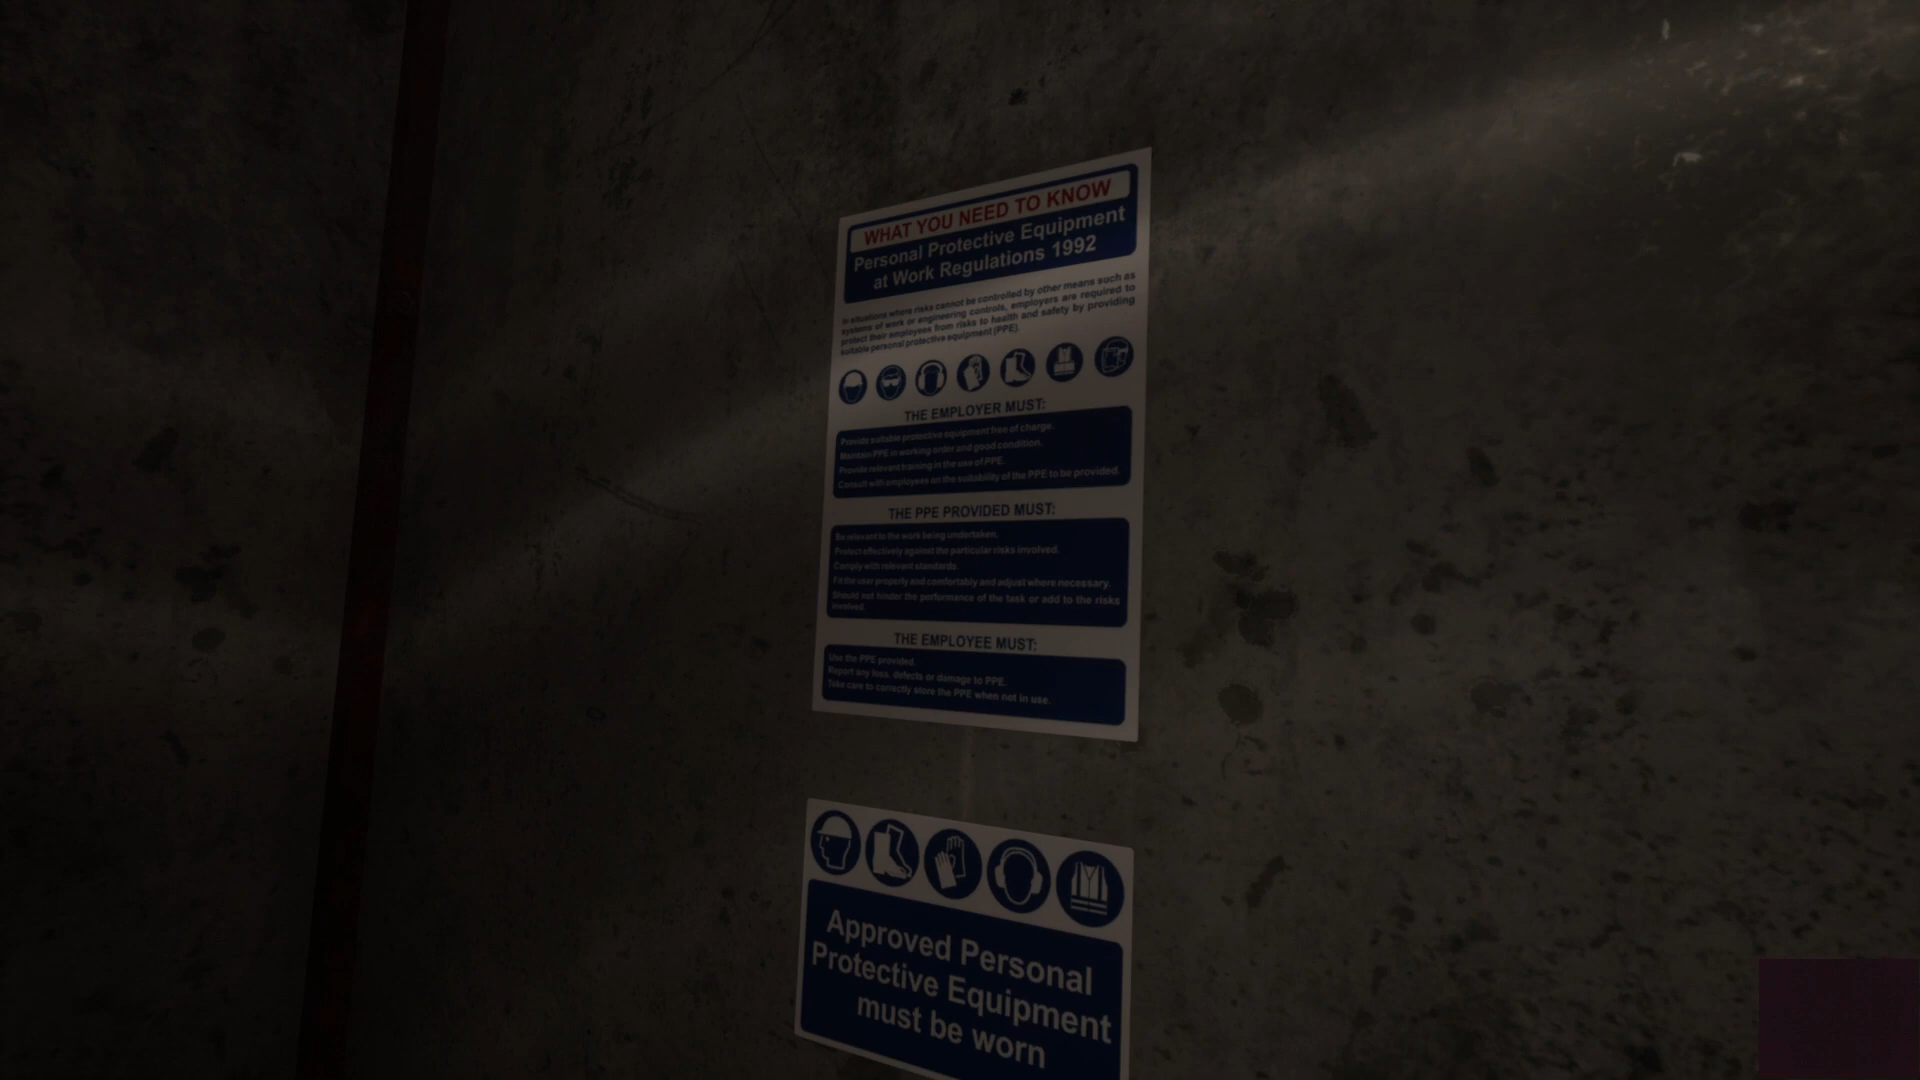 WHAT YOU NEED TO KNOW
Personal Protective Equipment
at Work Regulations 1992
In situations where risks cannot be controlled by other means such as
systems of work or engineering controls, employers are required to
protect their employees from risks to health and safety by providing
suitable personal protective equipment (PPE).
THE EMPLOYER MUST:
Provide suitable protective equipment free of charge.
Maintain PPE in working order and good condition.
Provide relevant training in the use of PPE.
Consult with employees on the suitability of the PPE to be provided.
THE PPE PROVIDED MUST:
Be relevant to the work being undertaken.
Protect effectively against the particular risks involved.
Comply with relevant standards.
Fit the user properly and comfortably and adjust where necessary.
Should not hinder the performance of the task or add to the risks
involved.
THE EMPLOYEE MUST:
Use the PPE provided.
Report any loss, defects or damage to PPE.
Take care to correctly store the PPE when not in use.
Approved Personal
Protective Equipment
must be worn